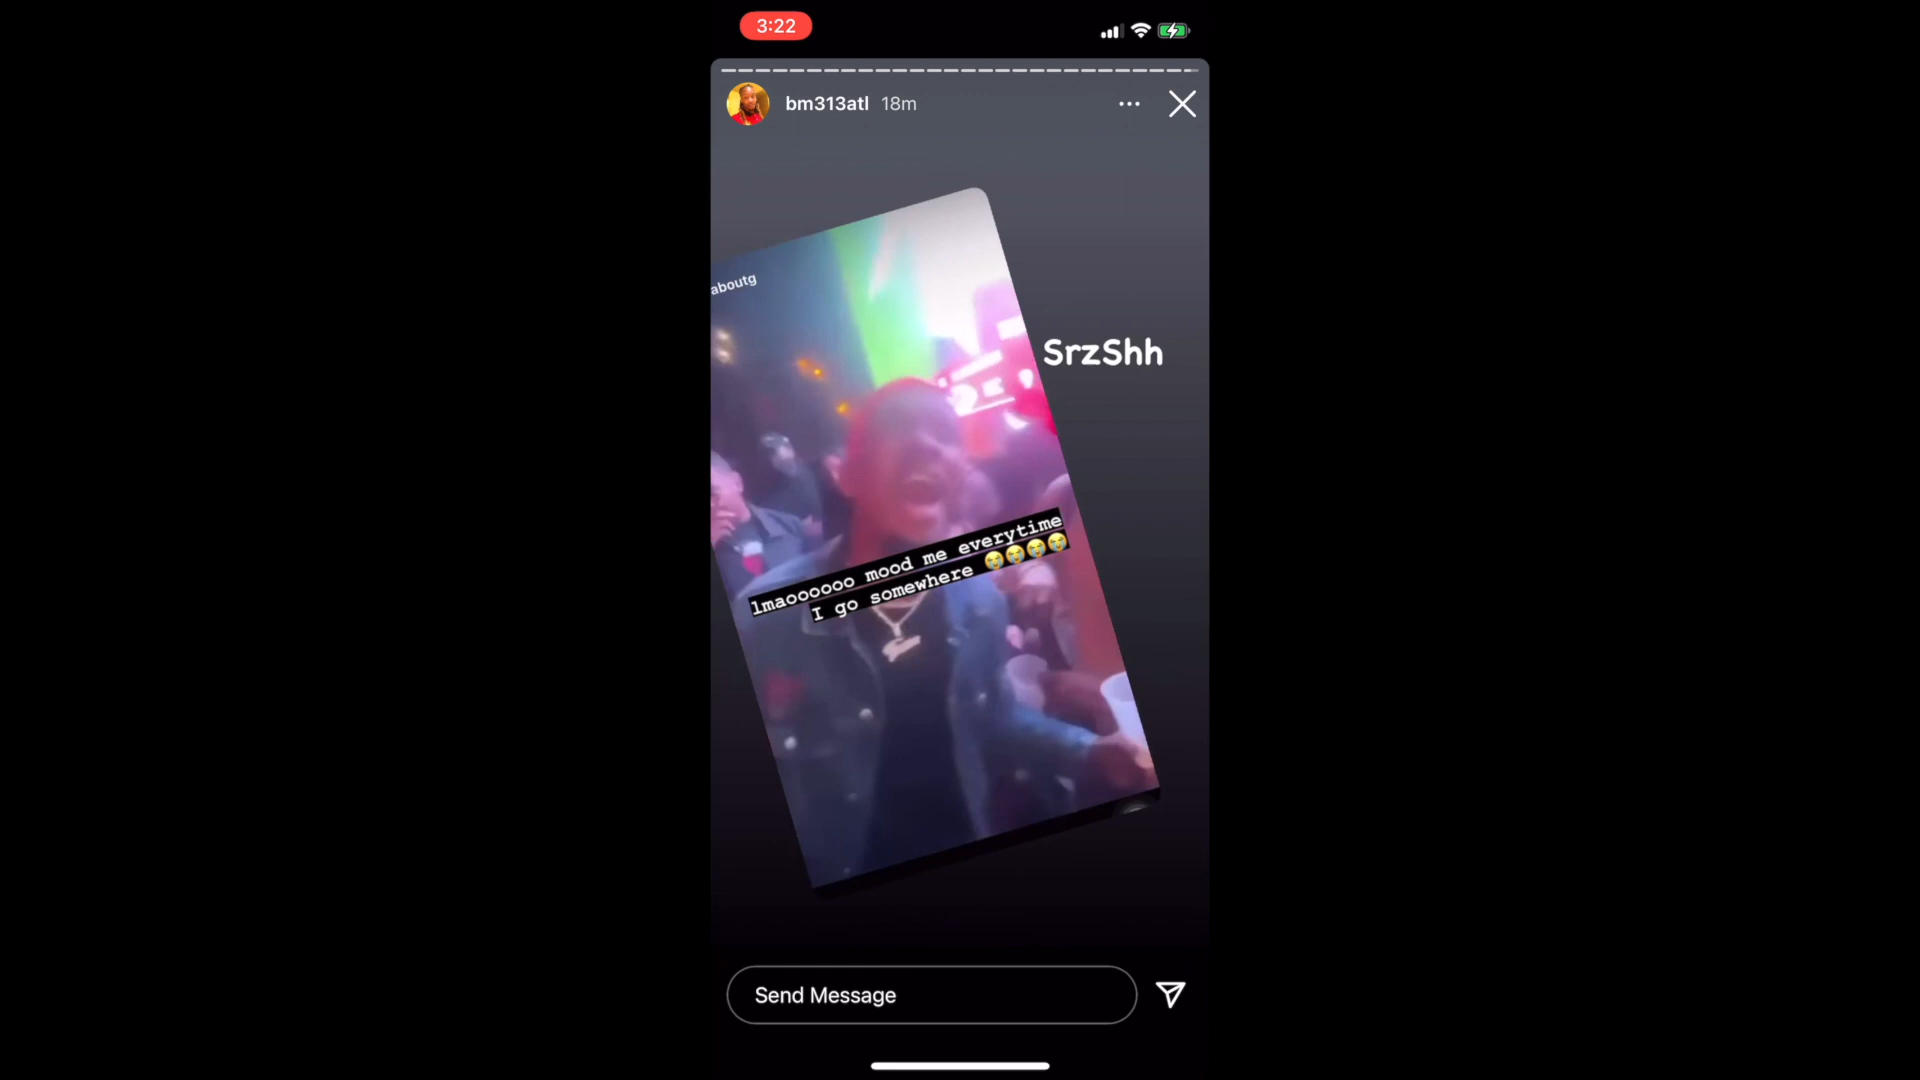 3:22
bm313atl 18m
aboutg
SrzShh
lmaoooooo mood me everytime
I go somewhere 😭😭😭😭
Send Message